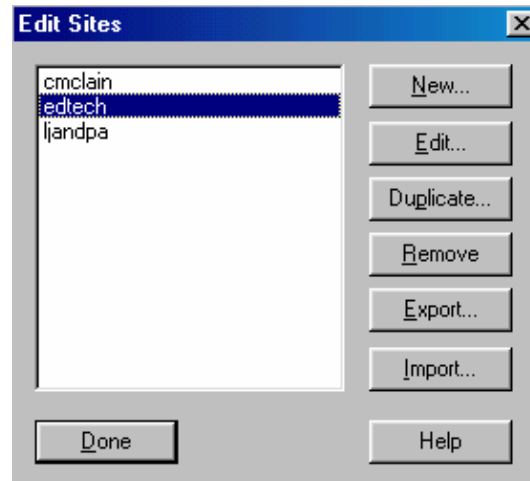 Edit Sites
cmclain
edtech
ljandpa
New...
Edit...
Duplicate...
Remove
Export...
Import...
Done
Help